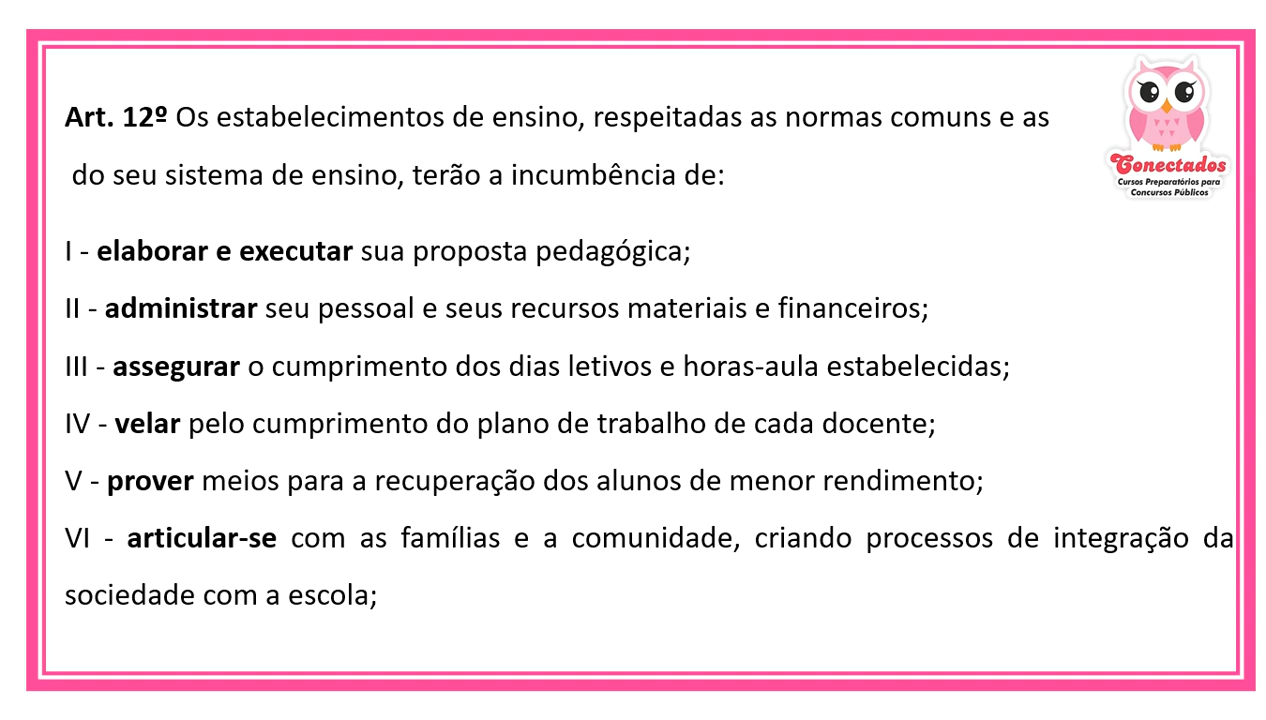 Art. 12º Os estabelecimentos de ensino, respeitadas as normas comuns e as
do seu sistema de ensino, terão a incumbência de:
Conectados
Cursos Preparatórios para
Concursos Públicos
I - elaborar e executar sua proposta pedagógica;
II - administrar seu pessoal e seus recursos materiais e financeiros;
III - assegurar o cumprimento dos dias letivos e horas-aula estabelecidas;
IV - velar pelo cumprimento do plano de trabalho de cada docente;
V - prover meios para a recuperação dos alunos de menor rendimento;
VI - articular-se com as famílias e a comunidade, criando processos de integração da
sociedade com a escola;